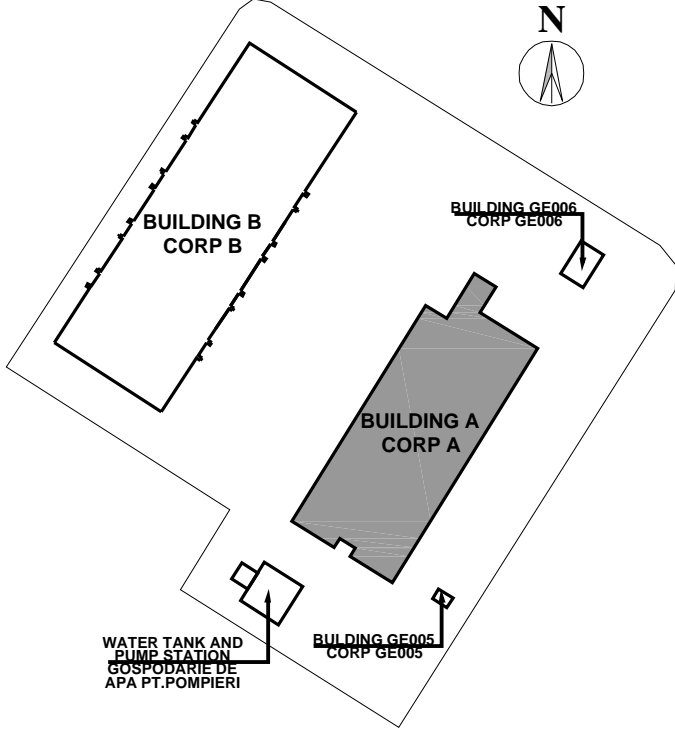 N
BUILDING B
CORP B
BUILDING GE006
CORP GE006
BUILDING A
CORP A
WATER TANK AND
PUMP STATION
GOSPODARIE DE
APA PT.POMPIERI
BUILDING GE005
CORP GE005